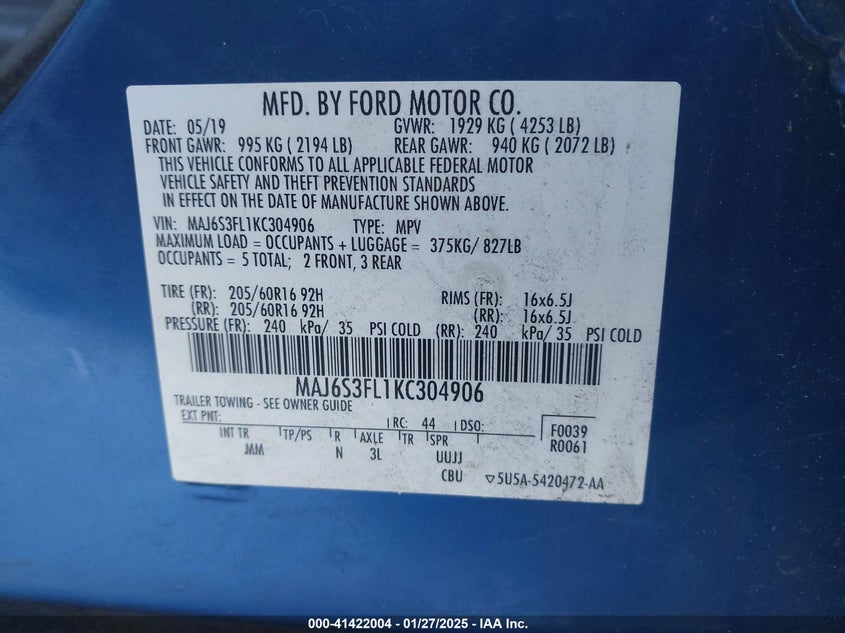 MFD. BY FORD MOTOR CO.
DATE: 05/19 GVWR: 1929 KG ( 4253 LB)
FRONT GAWR: 995 KG ( 2194 LB) REAR GAWR: 940 KG ( 2072 LB)
THIS VEHICLE CONFORMS TO ALL APPLICABLE FEDERAL MOTOR
VEHICLE SAFETY AND THEFT PREVENTION STANDARDS
IN EFFECT ON THE DATE OF MANUFACTURE SHOWN ABOVE.
VIN: MAJ6S3FL1KC304906 TYPE: MPV
MAXIMUM LOAD = OCCUPANTS + LUGGAGE = 375KG/ 827LB
OCCUPANTS = 5 TOTAL; 2 FRONT, 3 REAR
TIRE (FR): 205/60R16 92H RIMS (FR): 16x6.5J
(RR): 205/60R16 92H (RR): 16x6.5J
PRESSURE (FR): 240 kPa/ 35 PSI COLD (RR): 240 kPa/ 35 PSI COLD
MAJ6S3FL1KC304906
TRAILER TOWING - SEE OWNER GUIDE
EXT PNT: RC: 44 DSO: F0039
INT TR TP/PS R AXLE TR SPR R0061
MM N 3L UUJJ
CBU ▽5U5A-5420472-AA
000-41422004 - 01/27/2025 - IAA Inc.